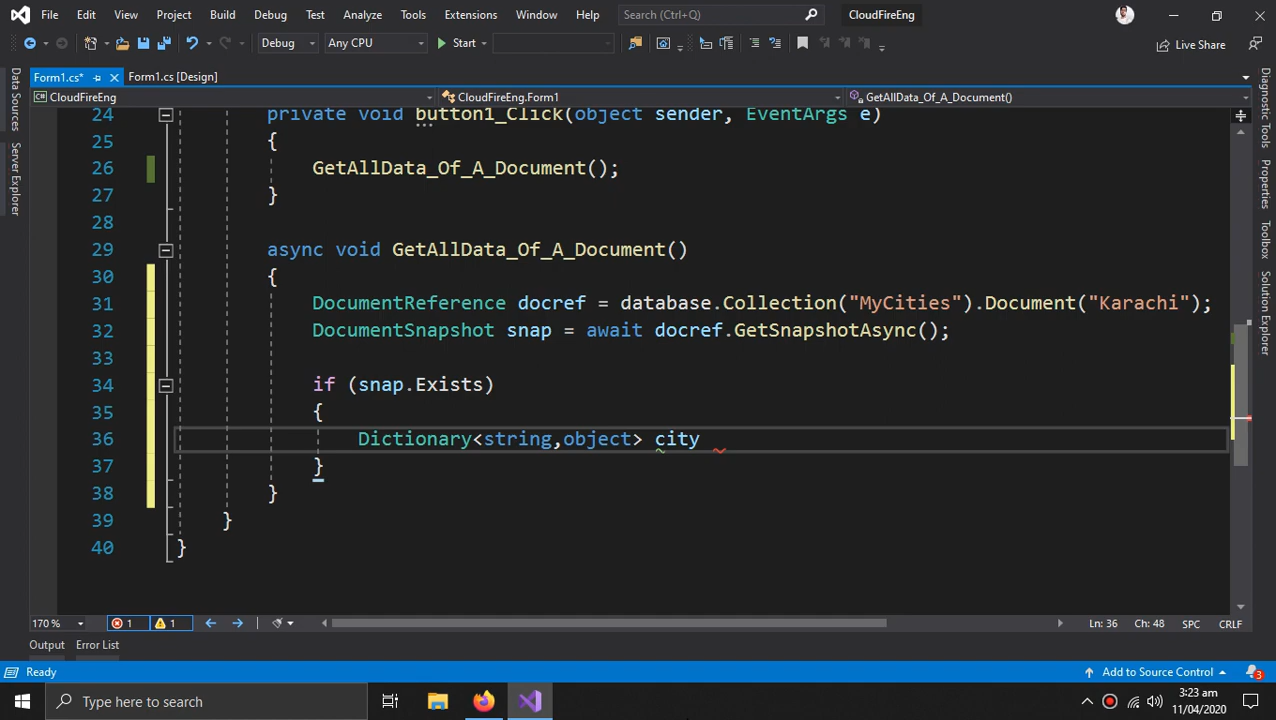 File Edit View Project Build Debug Test Analyze Tools Extensions Window Help Search (Ctrl+Q) CloudFireEng
Debug Any CPU Start Live Share
Form1.cs* Form1.cs [Design]
CloudFireEng CloudFireEng.Form1 GetAllData_Of_A_Document()
Data Sources
Server Explorer
Diagnostic Tools
Properties
Toolbox
Solution Explorer
24 private void button1_Click(object sender, EventArgs e)
25 {
26 GetAllData_Of_A_Document();
27 }
28
29 async void GetAllData_Of_A_Document()
30 {
31 DocumentReference docref = database.Collection("MyCities").Document("Karachi");
32 DocumentSnapshot snap = await docref.GetSnapshotAsync();
33
34 if (snap.Exists)
35 {
36 Dictionary<string,object> city
37 }
38 }
39 }
40 }
170 % 1 1 Ln: 36 Ch: 48 SPC CRLF
Output Error List
Ready Add to Source Control 3
Type here to search 3:23 am
11/04/2020